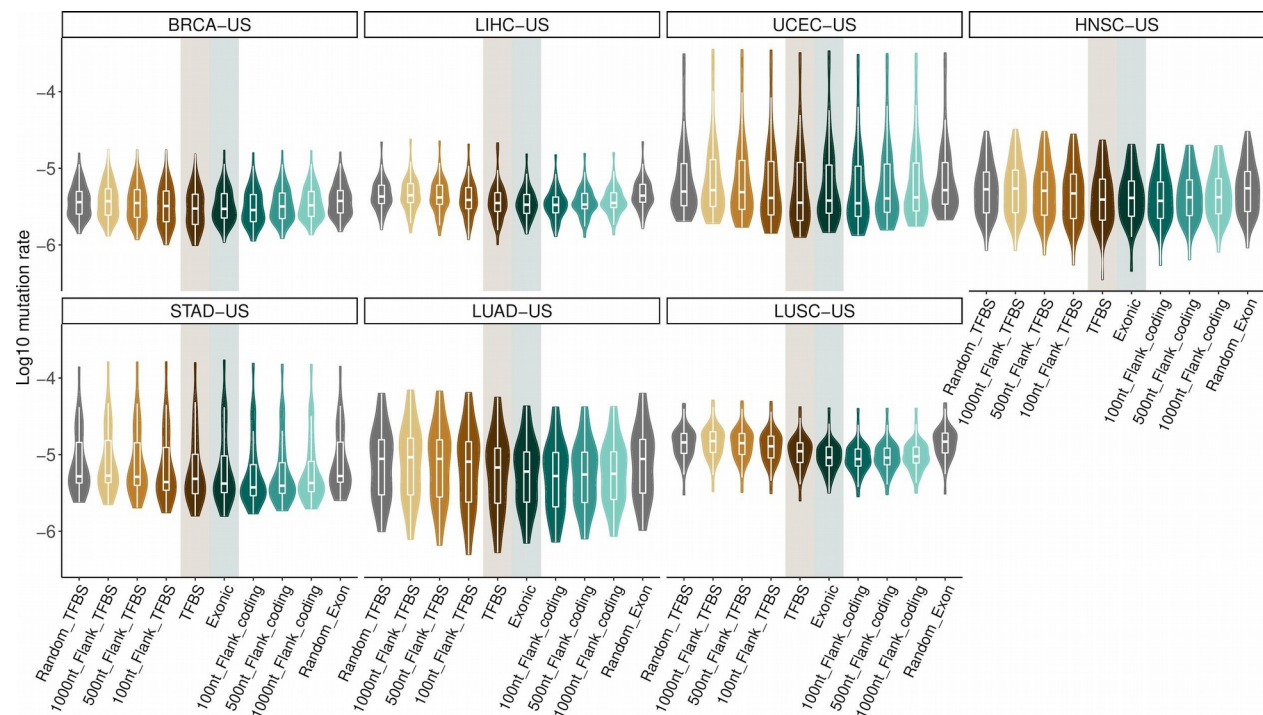 BRCA−US
LIHC−US
UCEC−US
HNSC−US
Log10 mutation rate
−4
−5
−6
Random_TFBS
1000nt_Flank_TFBS
500nt_Flank_TFBS
100nt_Flank_TFBS
TFBS
Exonic
100nt_Flank_coding
500nt_Flank_coding
1000nt_Flank_coding
Random_Exon
STAD−US
LUAD−US
LUSC−US
−4
−5
−6
Random_TFBS
1000nt_Flank_TFBS
500nt_Flank_TFBS
100nt_Flank_TFBS
TFBS
Exonic
100nt_Flank_coding
500nt_Flank_coding
1000nt_Flank_coding
Random_Exon
Random_TFBS
1000nt_Flank_TFBS
500nt_Flank_TFBS
100nt_Flank_TFBS
TFBS
Exonic
100nt_Flank_coding
500nt_Flank_coding
1000nt_Flank_coding
Random_Exon
Random_TFBS
1000nt_Flank_TFBS
500nt_Flank_TFBS
100nt_Flank_TFBS
TFBS
Exonic
100nt_Flank_coding
500nt_Flank_coding
1000nt_Flank_coding
Random_Exon